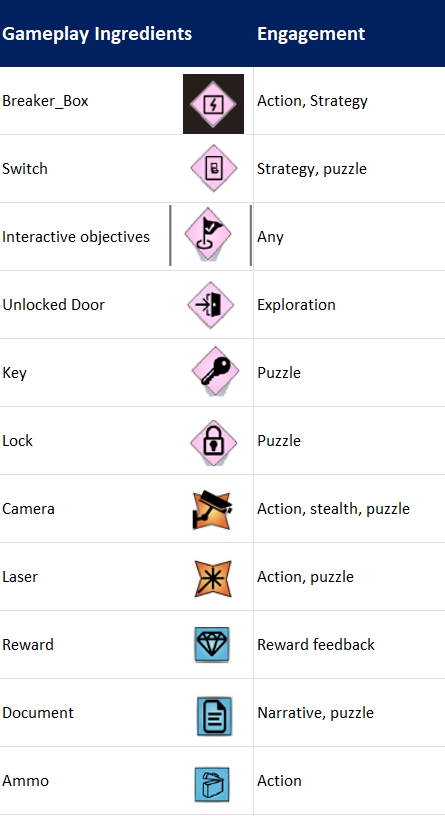 Gameplay Ingredients Engagement
Breaker_Box Action, Strategy
Switch Strategy, puzzle
Interactive objectives Any
Unlocked Door Exploration
Key Puzzle
Lock Puzzle
Camera Action, stealth, puzzle
Laser Action, puzzle
Reward Reward feedback
Document Narrative, puzzle
Ammo Action